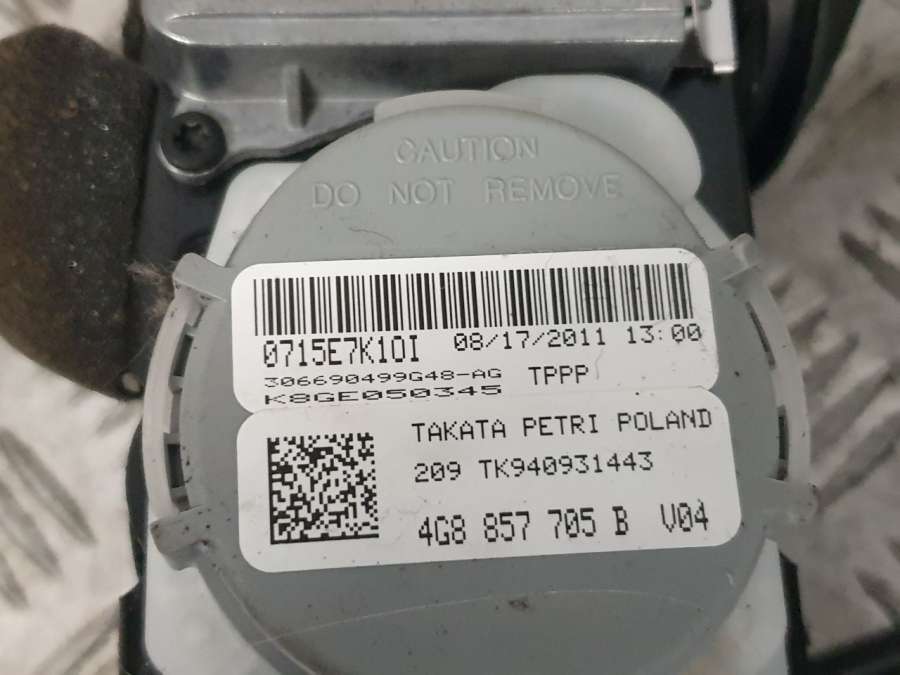 CAUTION
DO NOT REMOVE
0715E7K10I 08/17/2011 13:00
306690499G48-AG TPPP
K8GE050345
TAKATA PETRI POLAND
209 TK940931443
4G8 857 705 B V04